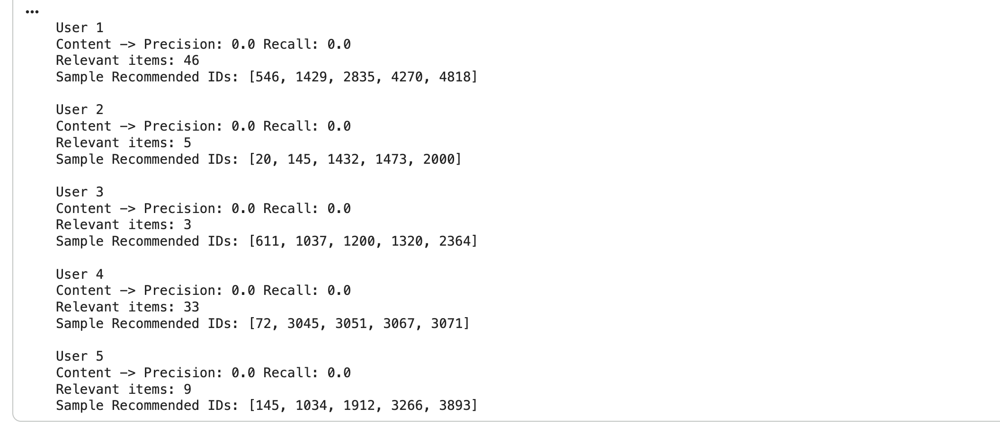 •••
User 1
Content -> Precision: 0.0 Recall: 0.0
Relevant items: 46
Sample Recommended IDs: [546, 1429, 2835, 4270, 4818]
User 2
Content -> Precision: 0.0 Recall: 0.0
Relevant items: 5
Sample Recommended IDs: [20, 145, 1432, 1473, 2000]
User 3
Content -> Precision: 0.0 Recall: 0.0
Relevant items: 3
Sample Recommended IDs: [611, 1037, 1200, 1320, 2364]
User 4
Content -> Precision: 0.0 Recall: 0.0
Relevant items: 33
Sample Recommended IDs: [72, 3045, 3051, 3067, 3071]
User 5
Content -> Precision: 0.0 Recall: 0.0
Relevant items: 9
Sample Recommended IDs: [145, 1034, 1912, 3266, 3893]